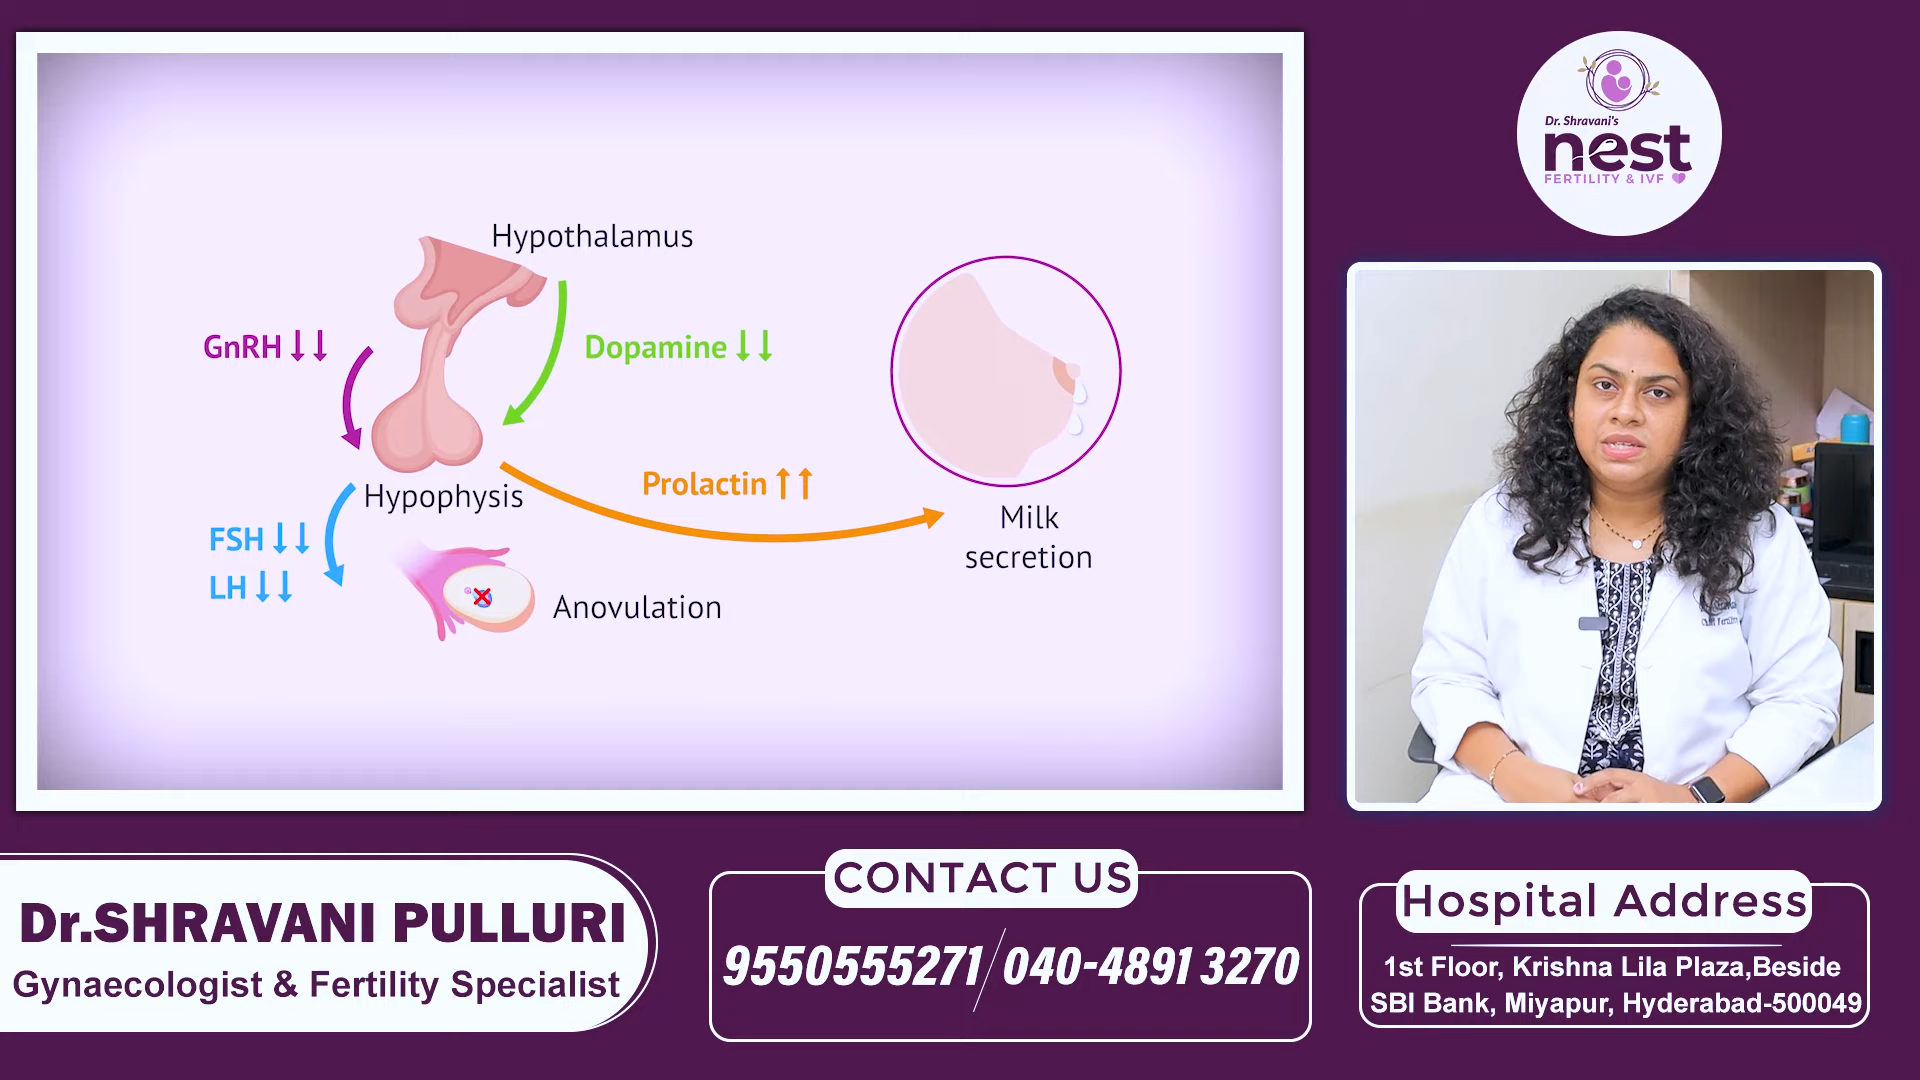 Hypothalamus
GnRH ↓↓
Dopamine ↓↓
Prolactin ↑↑
Hypophysis
FSH ↓↓
LH ↓↓
Milk
secretion
Anovulation
Dr. Shravani's
nest
FERTILITY & IVF
Dr.SHRAVANI PULLURI
Gynaecologist & Fertility Specialist
CONTACT US
9550555271/040-4891 3270
Hospital Address
1st Floor, Krishna Lila Plaza,Beside
SBI Bank, Miyapur, Hyderabad-500049